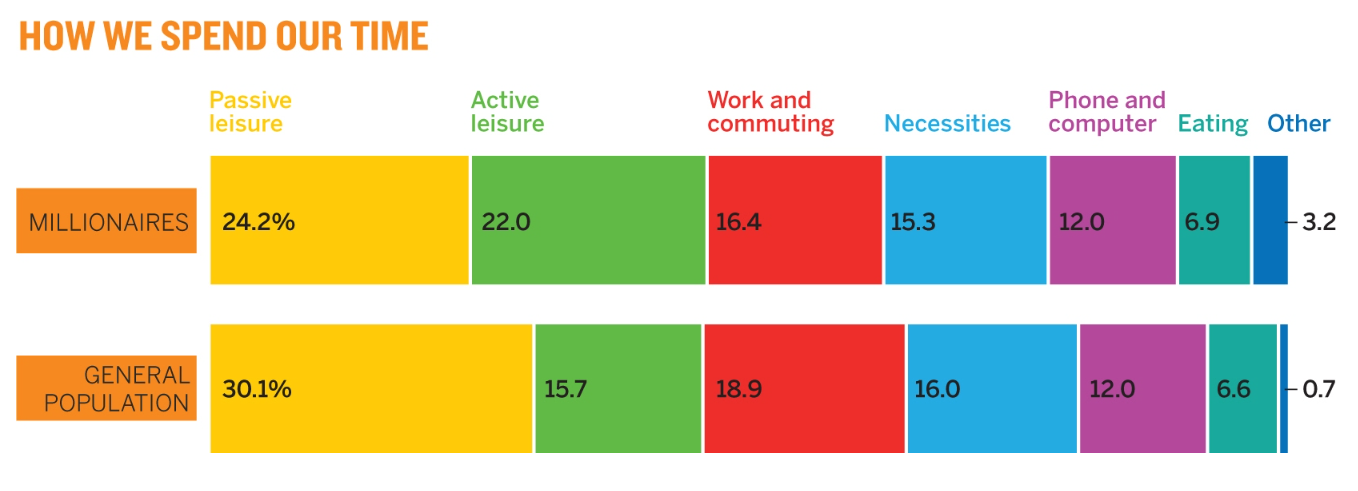 HOW WE SPEND OUR TIME
Passive
leisure
Active
leisure
Work and
commuting
Necessities
Phone and
computer
Eating
Other
MILLIONAIRES
24.2%
22.0
16.4
15.3
12.0
6.9
3.2
GENERAL
POPULATION
30.1%
15.7
18.9
16.0
12.0
6.6
0.7